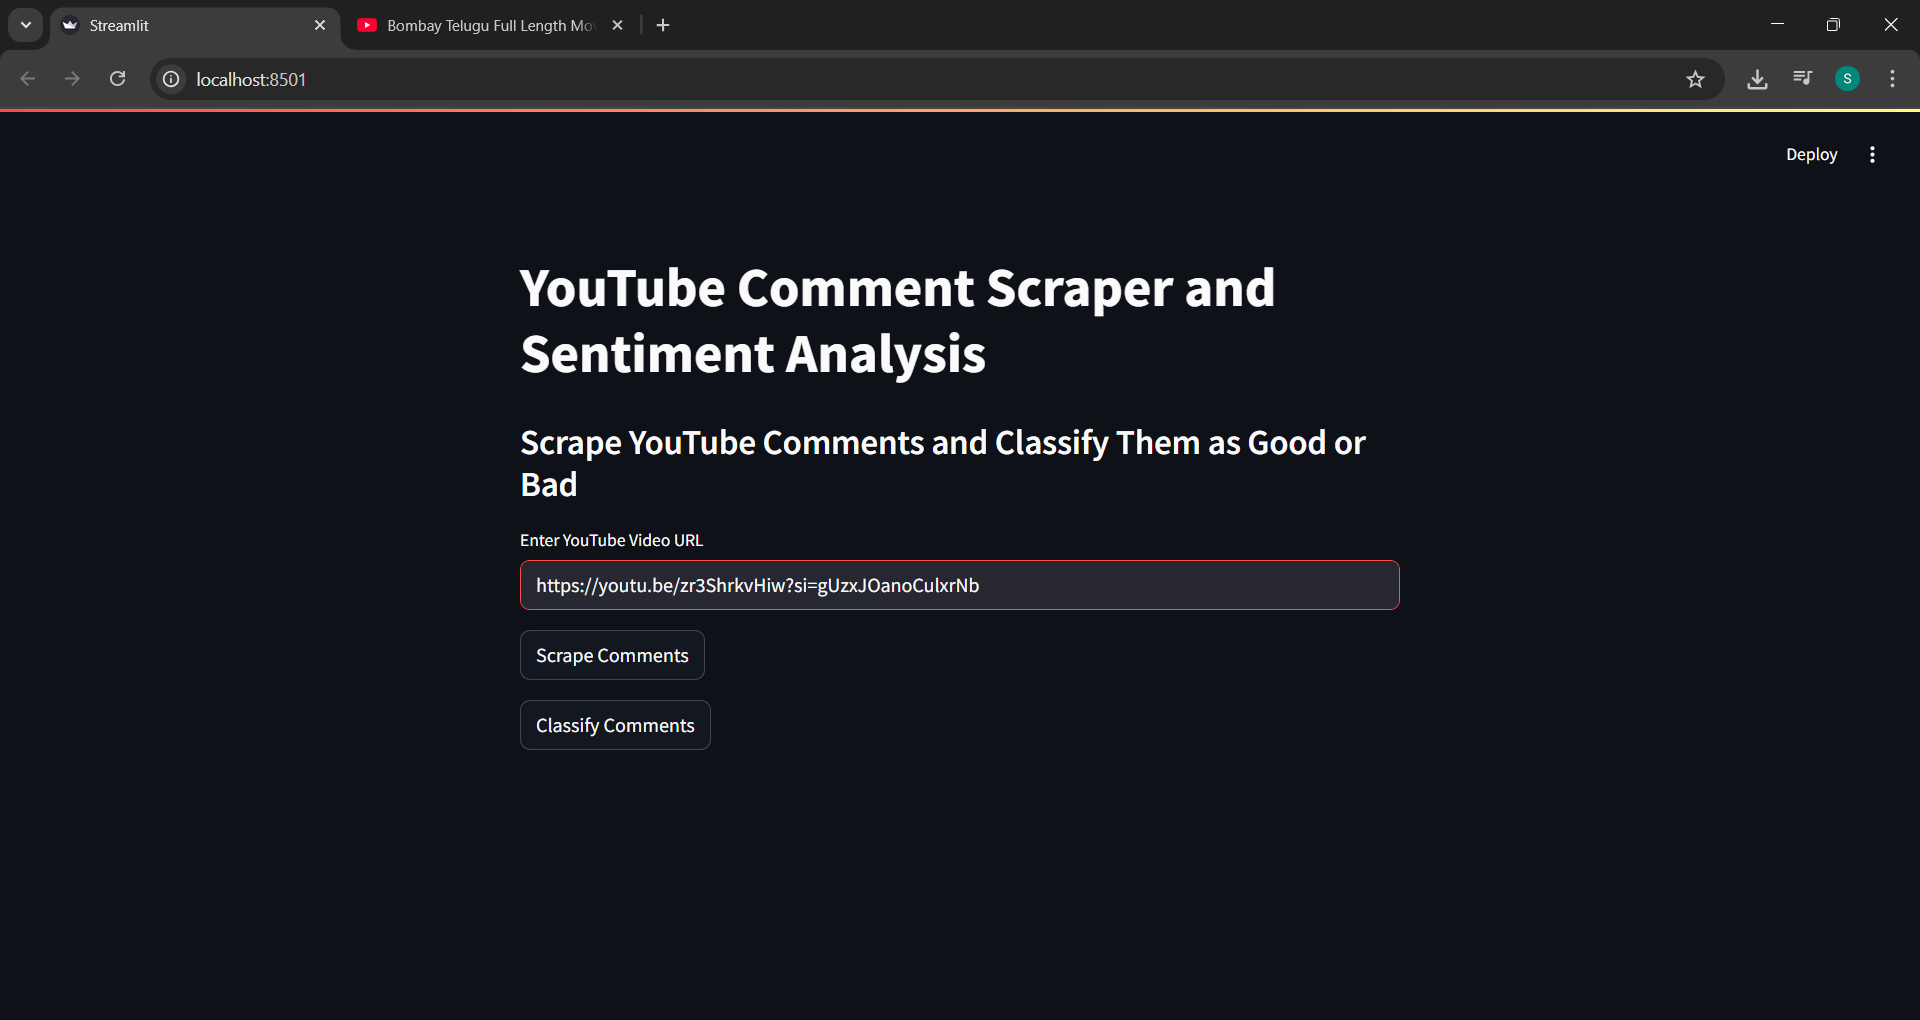 Streamlit
Bombay Telugu Full Length Mo
localhost:8501
S
Deploy
YouTube Comment Scraper and
Sentiment Analysis
Scrape YouTube Comments and Classify Them as Good or
Bad
Enter YouTube Video URL
https://youtu.be/zr3ShrkvHiw?si=gUzxJOanoCulxrNb
Scrape Comments
Classify Comments